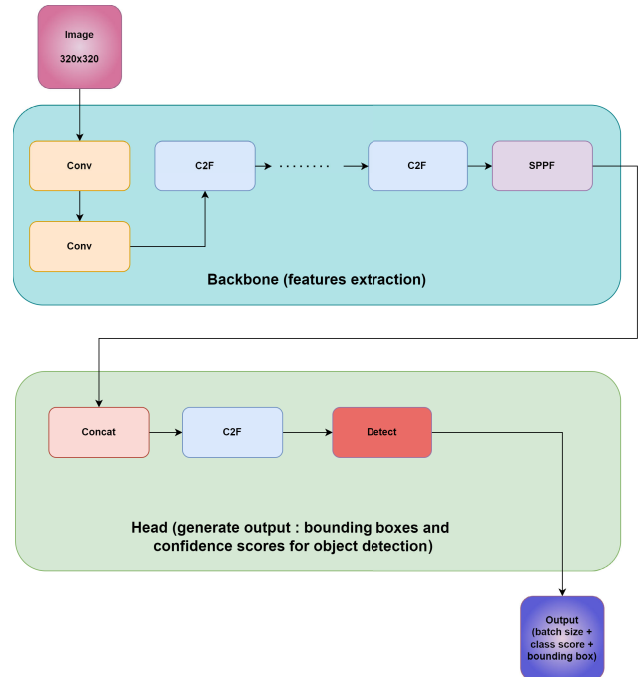 Image
320x320
Conv
C2F
........
C2F
SPPF
Conv
Backbone (features extraction)
Concat
C2F
Detect
Head (generate output : bounding boxes and
confidence scores for object detection)
Output
(batch size +
class score +
bounding box)